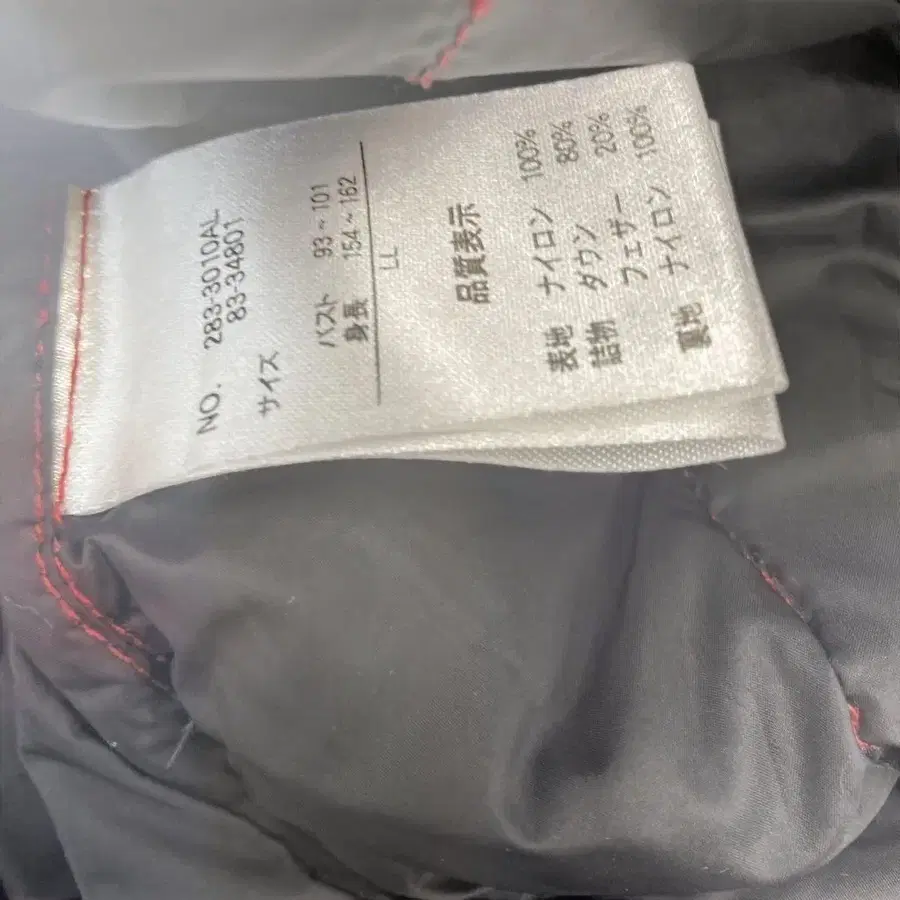 NO. 283-3010AL
83-34801
サイズ
バスト 93~101
身長 154~162
LL
品質表示
表地 ナイロン 100%
詰物 ダウン 80%
フェザー 20%
裏地 ナイロン 100%